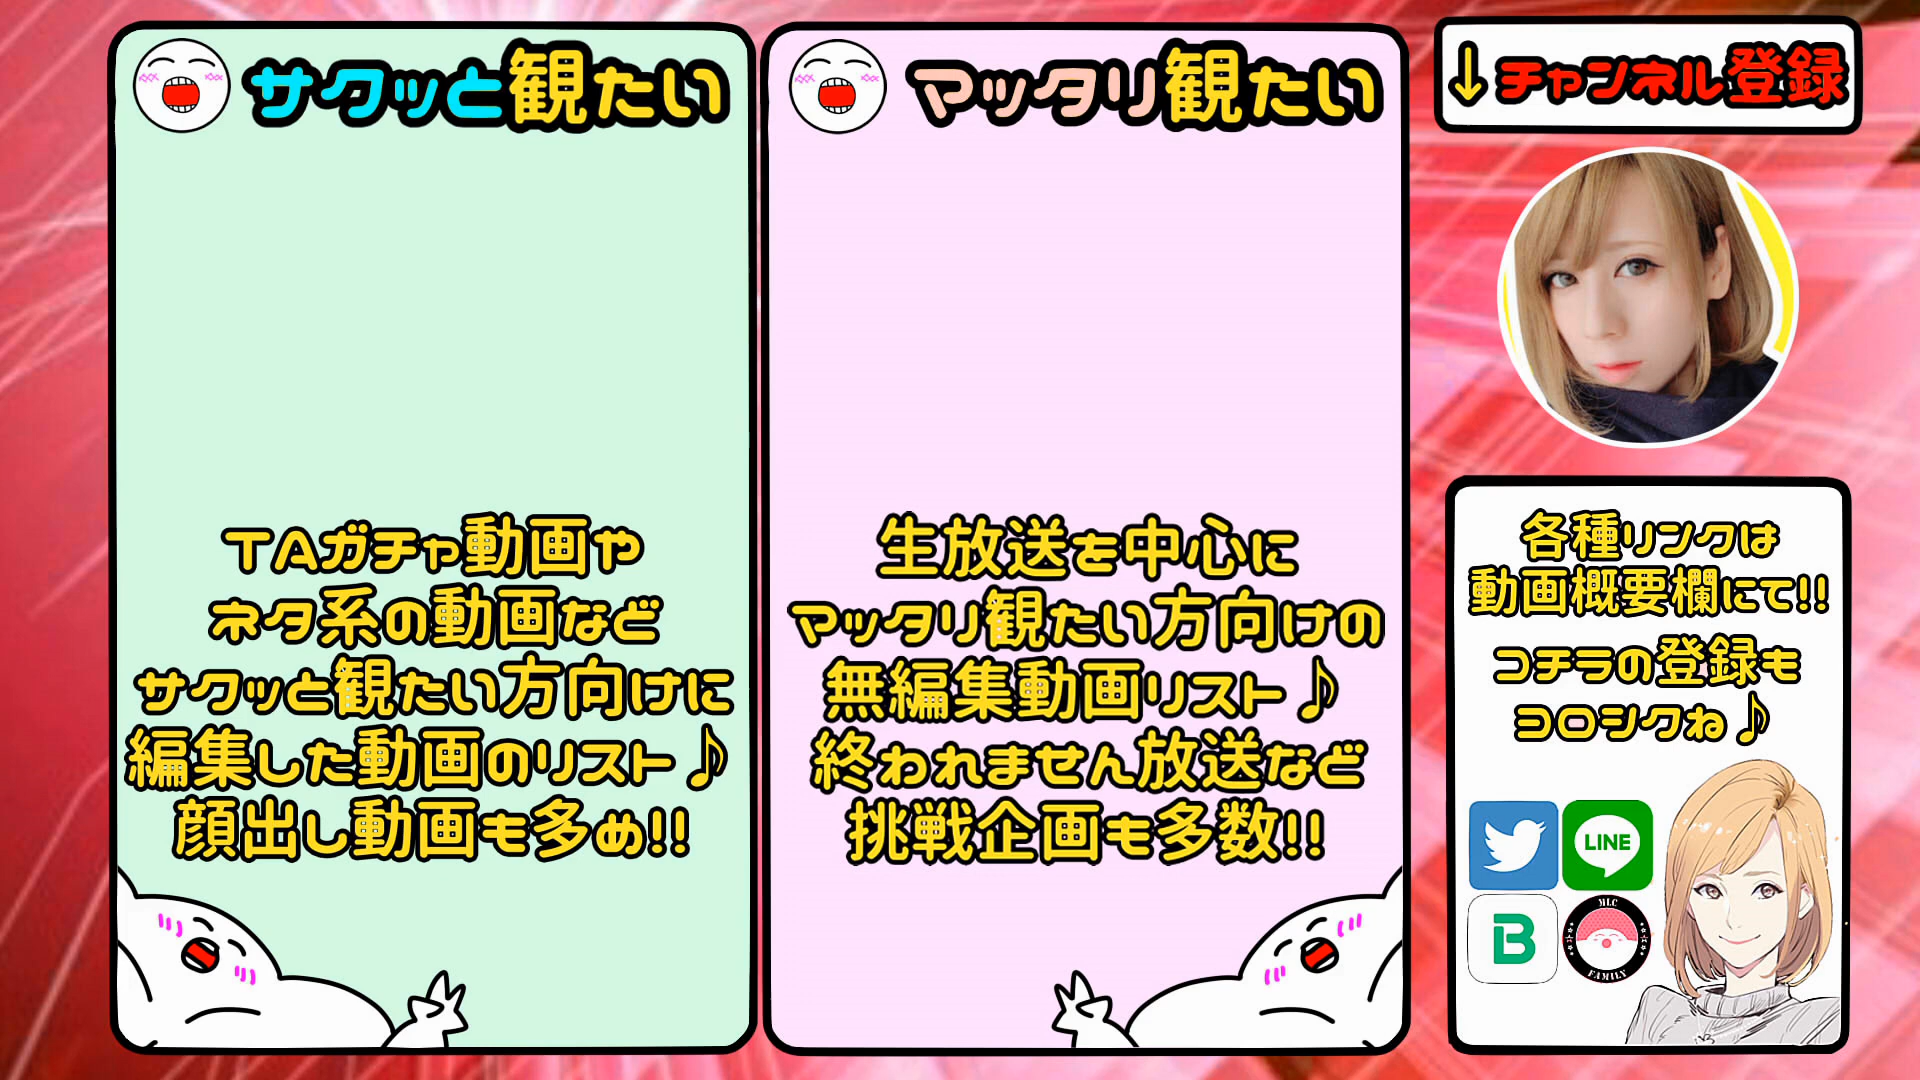 サクッと観たい
TAガチャ動画や
ネタ系の動画など
サクッと観たい方向けに
編集した動画のリスト♪
顔出し動画も多め!!
マッタリ観たい
生放送を中心に
マッタリ観たい方向けの
無編集動画リスト♪
終われません放送など
挑戦企画も多数!!
↓チャンネル登録
各種リンクは
動画概要欄にて!!
コチラの登録も
ヨロシクね♪
LINE
B
MLC
FAMILY